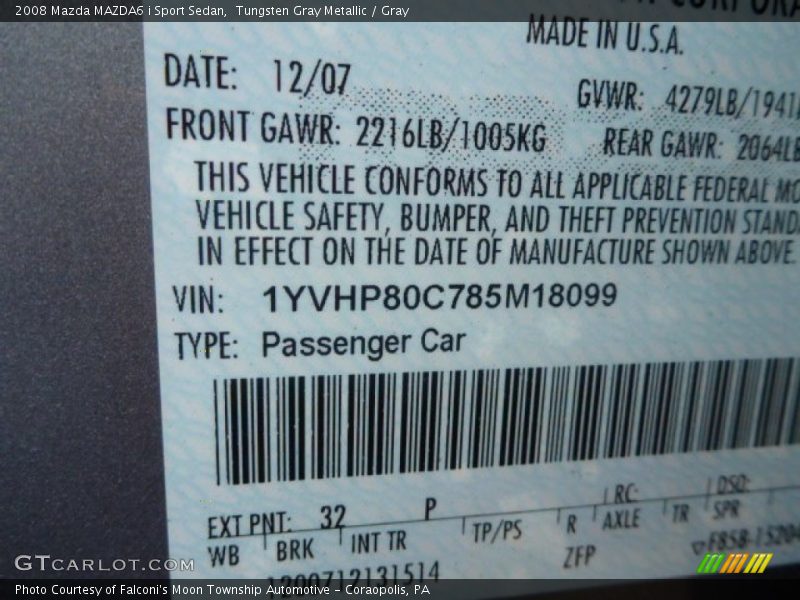 2008 Mazda MAZDA6 i Sport Sedan, Tungsten Gray Metallic / Gray
MADE IN U.S.A.
DATE: 12/07
GVWR: 4279LB/1941
FRONT GAWR: 2216LB/1005KG REAR GAWR: 2064LB
THIS VEHICLE CONFORMS TO ALL APPLICABLE FEDERAL MO
VEHICLE SAFETY, BUMPER, AND THEFT PREVENTION STAND
IN EFFECT ON THE DATE OF MANUFACTURE SHOWN ABOVE.
VIN: 1YVHP80C785M18099
TYPE: Passenger Car
EXT PNT: 32 P RC: DSO:
WB BRK INT TR TP/PS R AXLE TR SPR
ZFP F85B-15204
1200712131514
GTCARLOT.COM
Photo Courtesy of Falconi's Moon Township Automotive - Coraopolis, PA